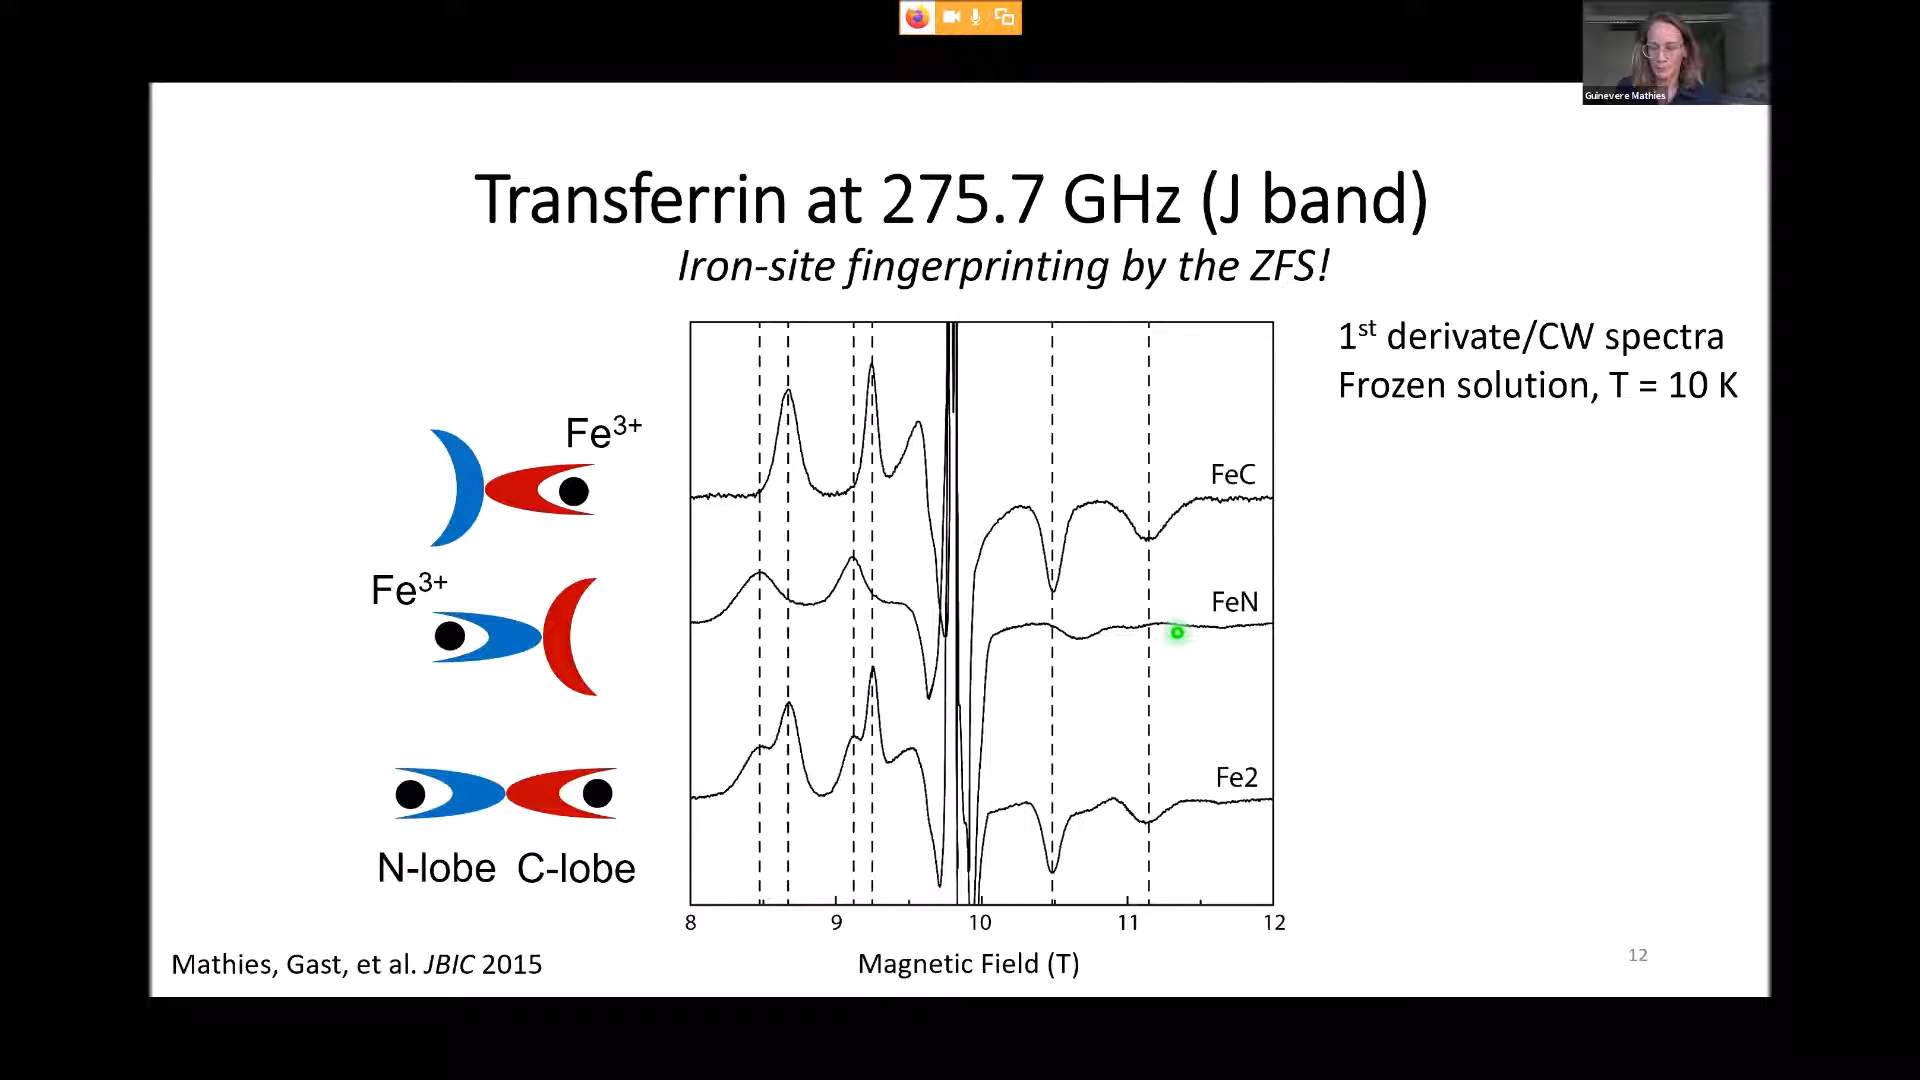 Guinevere Mathies
Transferrin at 275.7 GHz (J band)
Iron-site fingerprinting by the ZFS!
1st derivate/CW spectra
Frozen solution, T = 10 K
Fe3+
FeC
Fe3+
FeN
Fe2
N-lobe C-lobe
8 9 10 11 12
Magnetic Field (T)
Mathies, Gast, et al. JBIC 2015
12